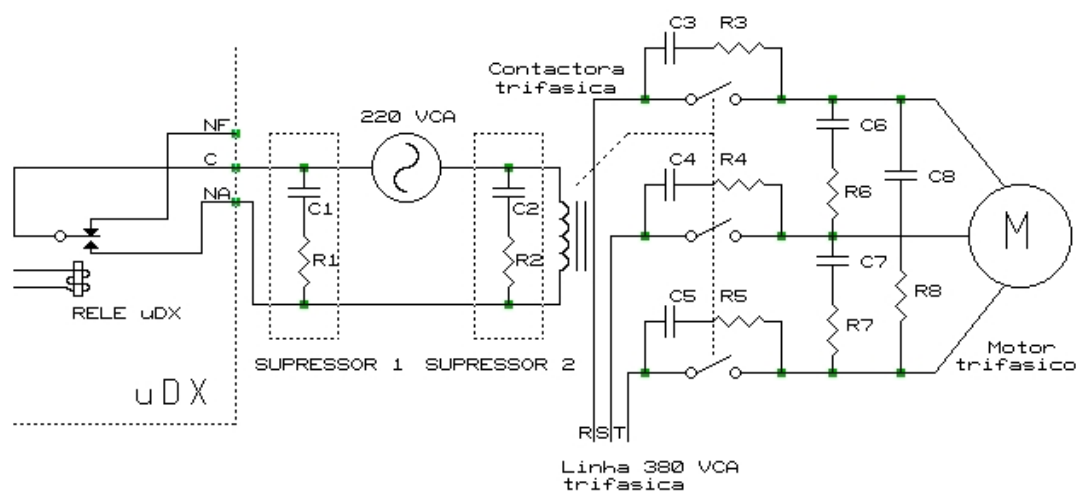 C3 R3
Contactora
trifasica
220 VCA
NF
C
NA
C1
C2
C4 R4
C6
C8
R6
R1
R2
M
C7
RELE uDX
C5 R5
R8
R7
SUPRESSOR 1 SUPRESSOR 2
Motor
trifasico
uDX
R S T
Linha 380 VCA
trifasica